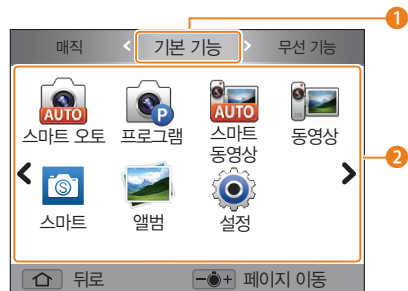 1
매직 < 기본 기능 > 무선 기능
AUTO P AUTO
스마트 오토 프로그램 스마트 동영상 동영상
2
S
스마트 앨범 설정
뒤로 페이지 이동